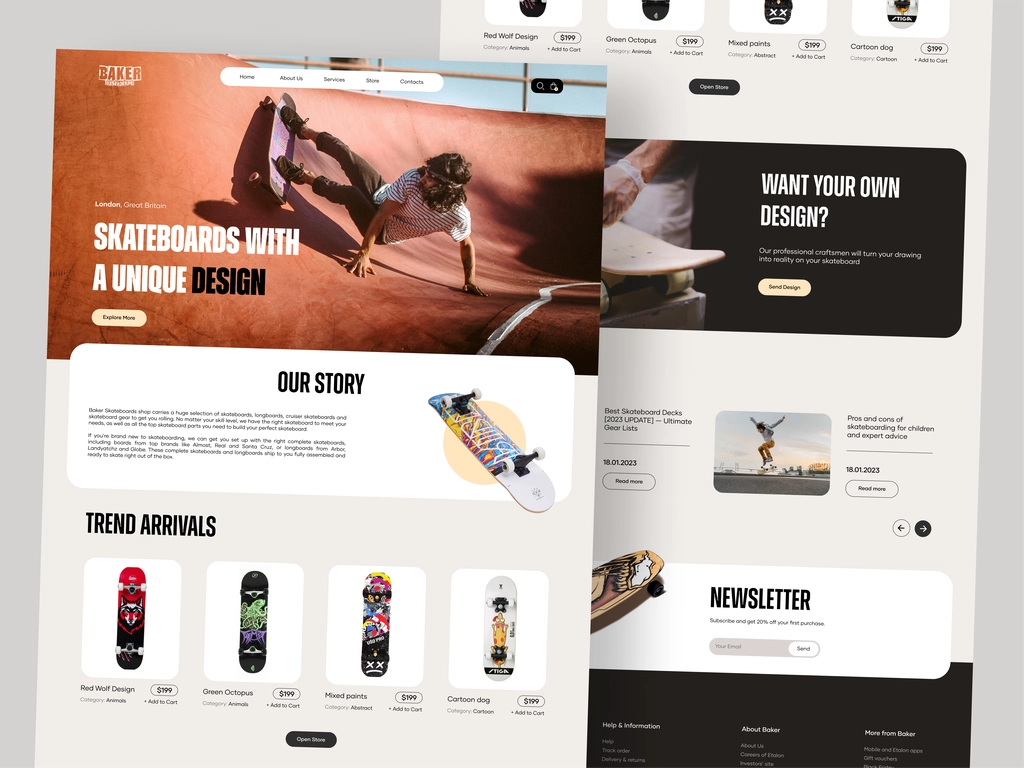 BAKER
Home
About Us
Services
Store
Contacts
London, Great Britain
SKATEBOARDS WITH
A UNIQUE DESIGN
Explore More
OUR STORY
Baker Skateboards shop carries a huge selection of skateboards, longboards, cruiser skateboards and
skateboard gear to get you rolling. No matter your skill level, we have the right skateboard to meet your
needs, as well as all the top skateboard parts you need to build your perfect skateboard.
If you're brand new to skateboarding, we can get you set up with the right complete skateboards,
including boards from top brands like Almost, Real and Santa Cruz, or longboards from Arbor,
Landyachtz and Globe. These complete skateboards and longboards ship to you fully assembled and
ready to skate right out of the box.
TREND ARRIVALS
STIGA
Red Wolf Design
$199
Category: Animals
+ Add to Cart
Green Octopus
$199
Category: Animals
+ Add to Cart
Mixed paints
$199
Category: Abstract
+ Add to Cart
Cartoon dog
$199
Category: Cartoon
+ Add to Cart
Open Store
STIGA
Red Wolf Design
$199
Category: Animals
+ Add to Cart
Green Octopus
$199
Category: Animals
+ Add to Cart
Mixed paints
$199
Category: Abstract
+ Add to Cart
Cartoon dog
$199
Category: Cartoon
+ Add to Cart
Open Store
WANT YOUR OWN
DESIGN?
Our professional craftsmen will turn your drawing
into reality on your skateboard
Send Design
Best Skateboard Decks
[2023 UPDATE] — Ultimate
Gear Lists
18.01.2023
Read more
Pros and cons of
skateboarding for children
and expert advice
18.01.2023
Read more
NEWSLETTER
Subscribe and get 20% off your first purchase.
Your Email
Send
Help & Information
Help
Track order
Delivery & returns
About Baker
About Us
Careers of Etalon
Investors' site
More from Baker
Mobile and Etalon apps
Gift vouchers
Black Friday